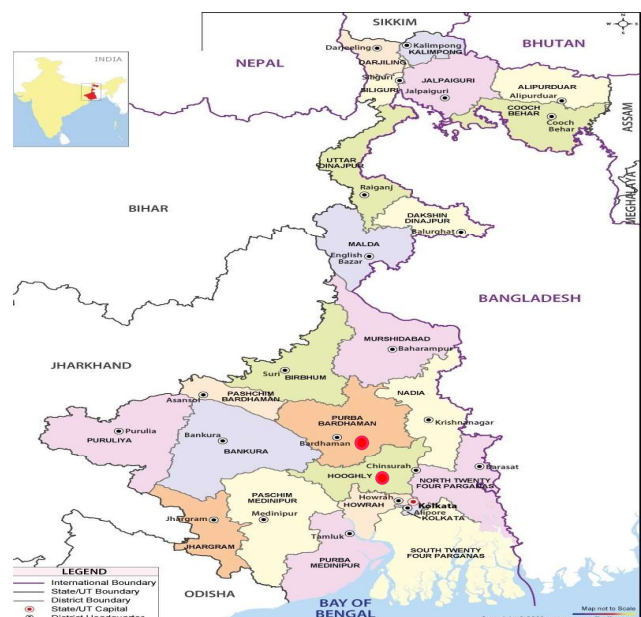 SIKKIM
INDIA
NEPAL
BHUTAN
Darjeeling
Kalimpong
KALIMPONG
DARJILING
Siliguri
SILIGURI
JALPAIGURI
Jalpaiguri
ALIPURDUAR
Alipurduar
COOCH
BEHAR
Cooch
Behar
ASSAM
MEGHALAYA
UTTAR
DINAJPUR
Raiganj
BIHAR
DAKSHIN
DINAJPUR
Balurghat
MALDA
English
Bazar
BANGLADESH
MURSHIDABAD
Baharampur
JHARKHAND
Suri
BIRBHUM
PASHCHIM
BARDHAMAN
Asansol
NADIA
Krishnanagar
PURBA
BARDHAMAN
Bardhaman
Purulia
PURULIYA
Bankura
BANKURA
Chinsurah
HOOGHLY
Barasat
NORTH TWENTY
FOUR PARGANAS
Howrah
HOWRAH
Kolkata
Alipore
KOLKATA
PASCHIM
MEDINIPUR
Medinipur
Jhargram
JHARGRAM
Tamluk
PURBA
MEDINIPUR
SOUTH TWENTY
FOUR PARGANAS
ODISHA
BAY OF
BENGAL
LEGEND
International Boundary
State/UT Boundary
District Boundary
State/UT Capital
District Headquarter
Map not to Scale